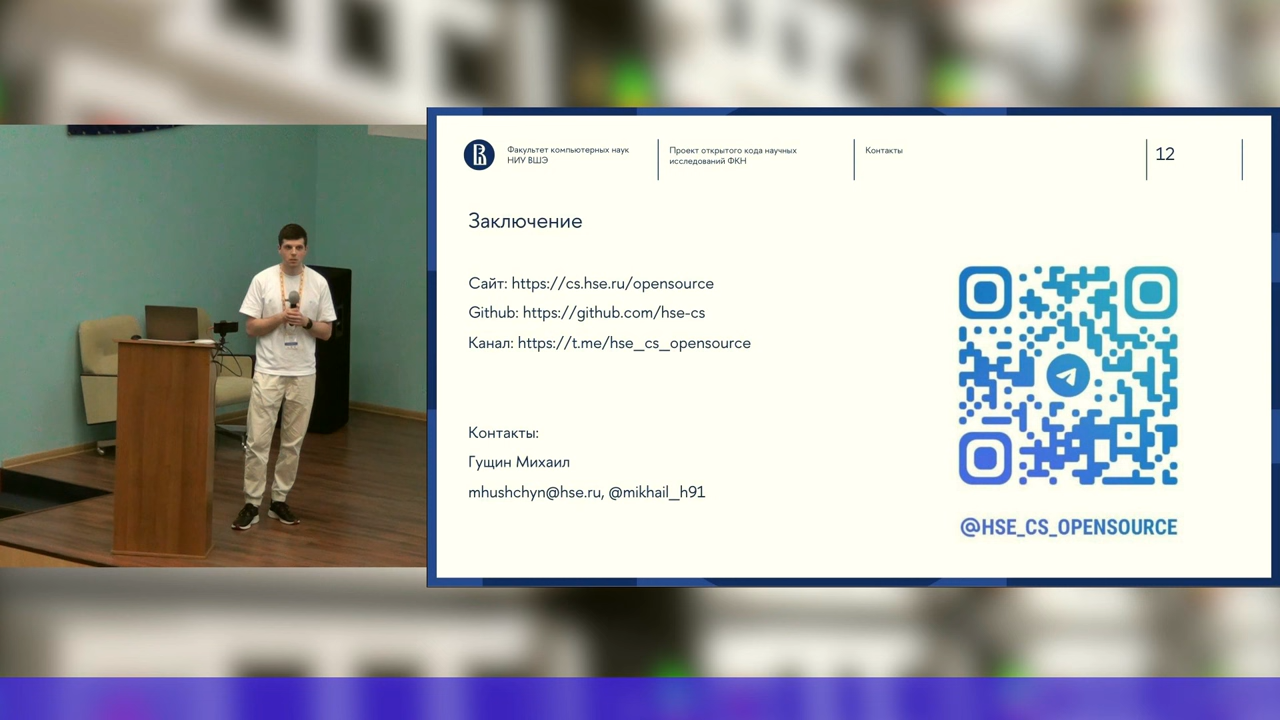 Факультет компьютерных наук
НИУ ВШЭ
Проект открытого кода научных
исследований ФКН
Контакты
12
Заключение
Сайт: https://cs.hse.ru/opensource
Github: https://github.com/hse-cs
Канал: https://t.me/hse_cs_opensource
Контакты:
Гущин Михаил
mhushchyn@hse.ru, @mikhail_h91
@HSE_CS_OPENSOURCE